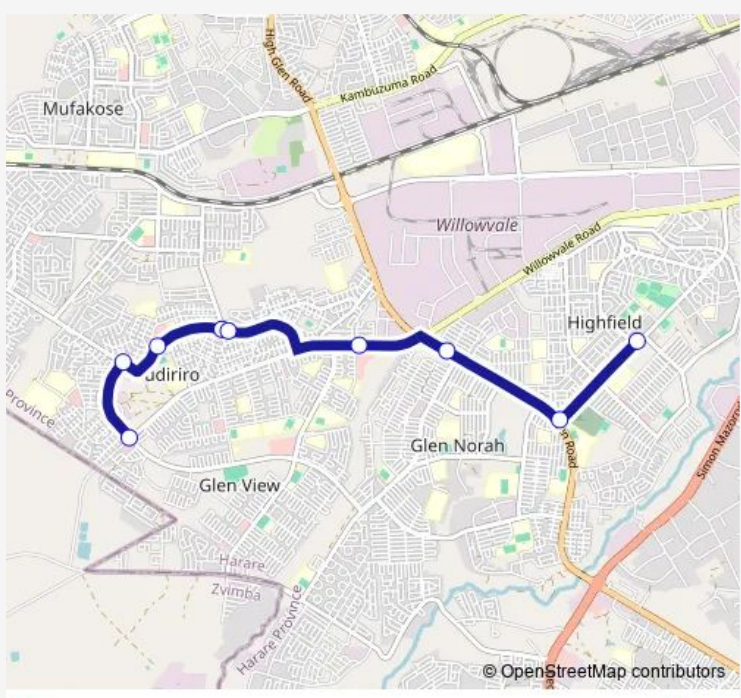 High Glen Road
Kambuzuma Road
Mufakose
Willowvale
Willowvale Road
Highfield
udiriro
Province
Glen Norah
n Road
Simon Mazoro
Glen View
Harare
Zvimba
Harare Province
© OpenStreetMap contributors